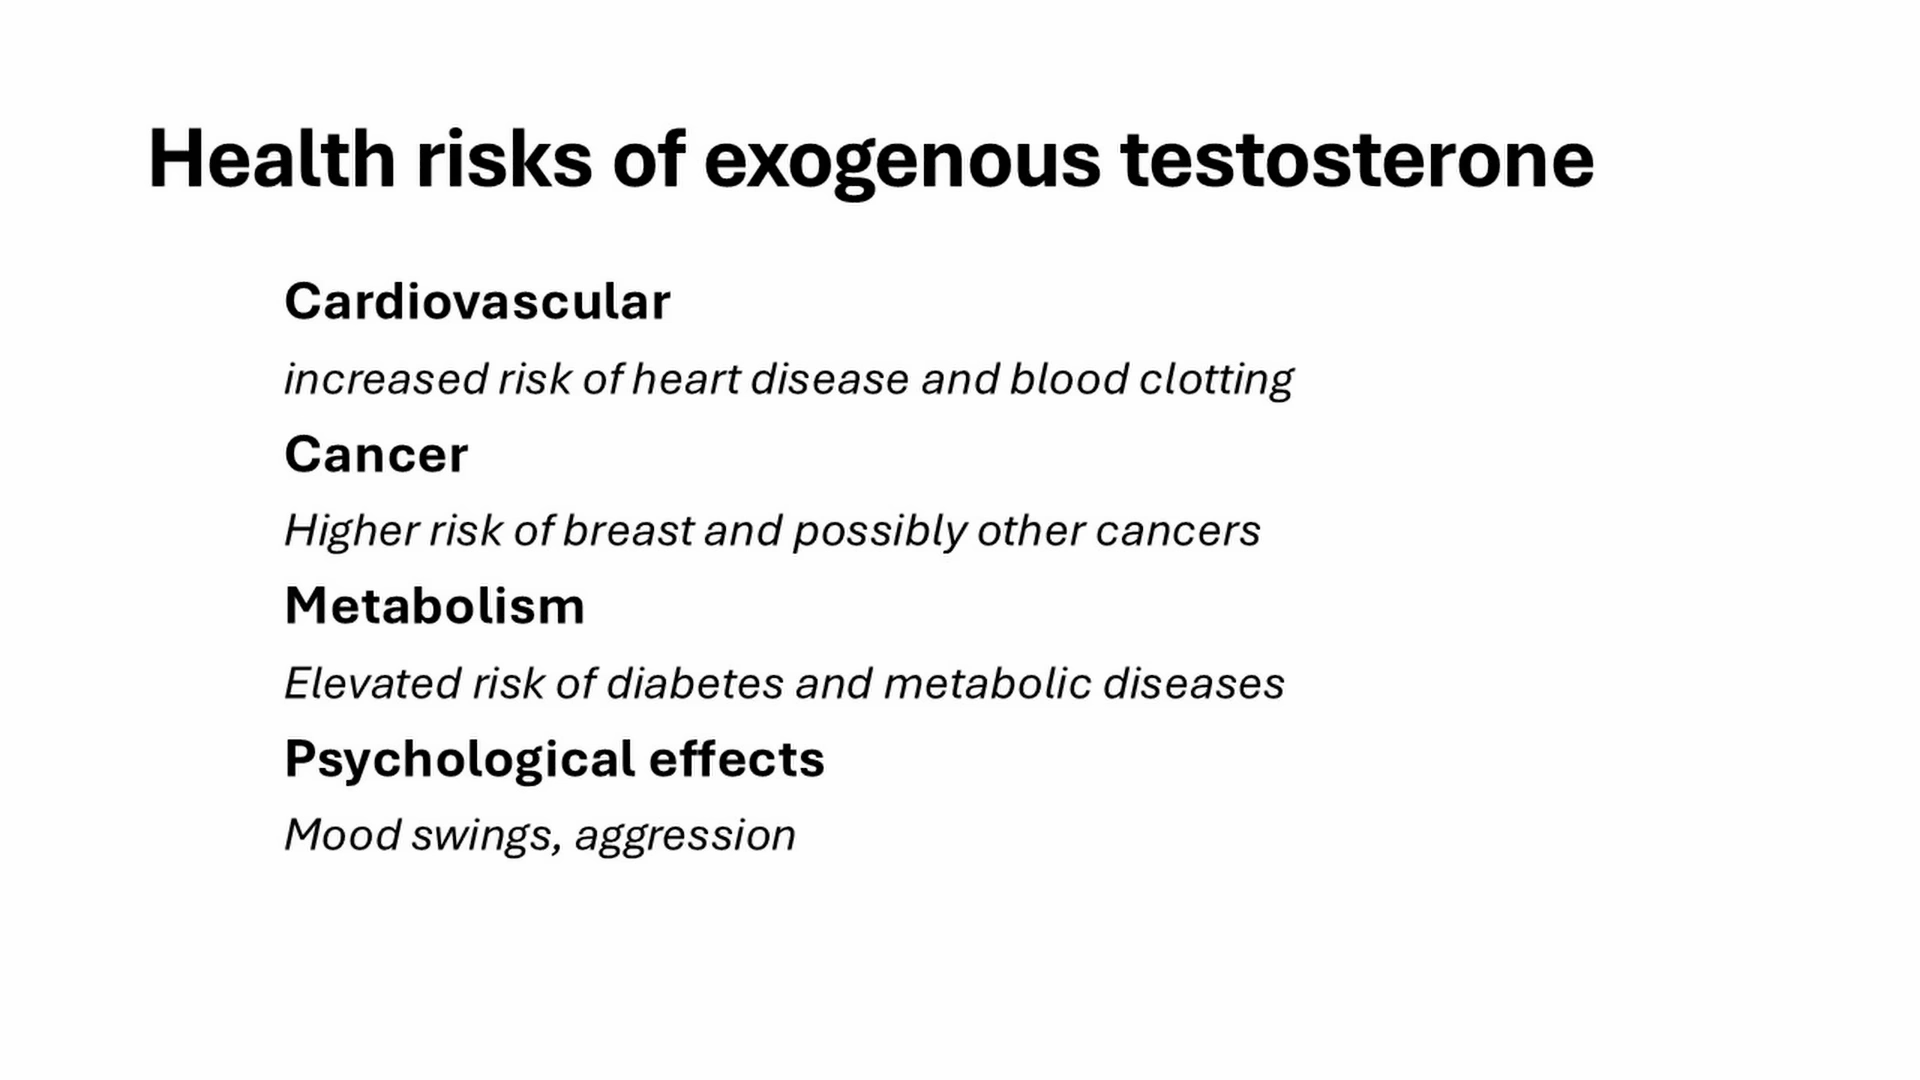 Health risks of exogenous testosterone
Cardiovascular
increased risk of heart disease and blood clotting
Cancer
Higher risk of breast and possibly other cancers
Metabolism
Elevated risk of diabetes and metabolic diseases
Psychological effects
Mood swings, aggression